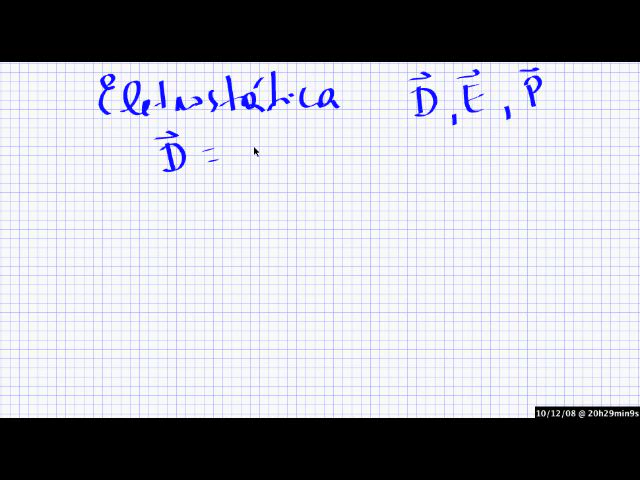 Eletrostática D⃗, E⃗, P⃗
D⃗ =
10/12/08 @ 20h29min9s